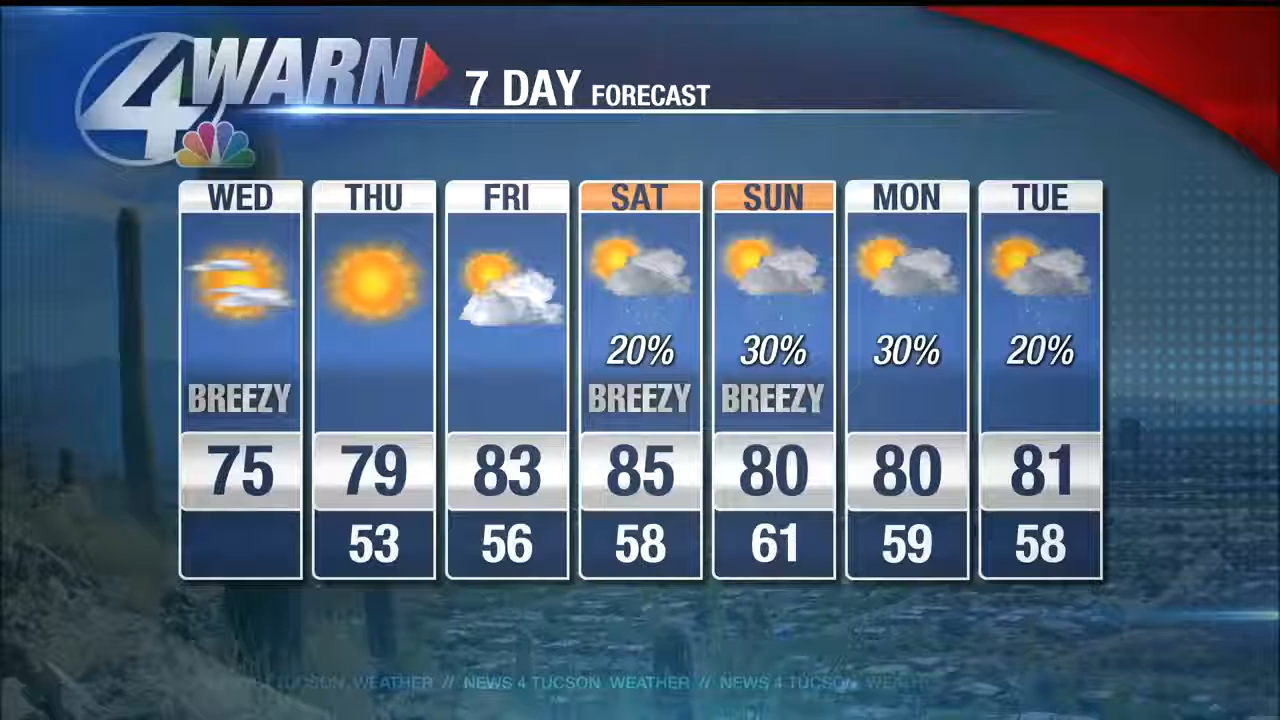 4WARN
7 DAY FORECAST
WED THU FRI SAT SUN MON TUE
20% 30% 30% 20%
BREEZY BREEZY BREEZY
75 79 83 85 80 80 81
53 56 58 61 59 58
TUCSON WEATHER // NEWS 4 TUCSON WEATHER // NEWS 4 TUCSON WEATH